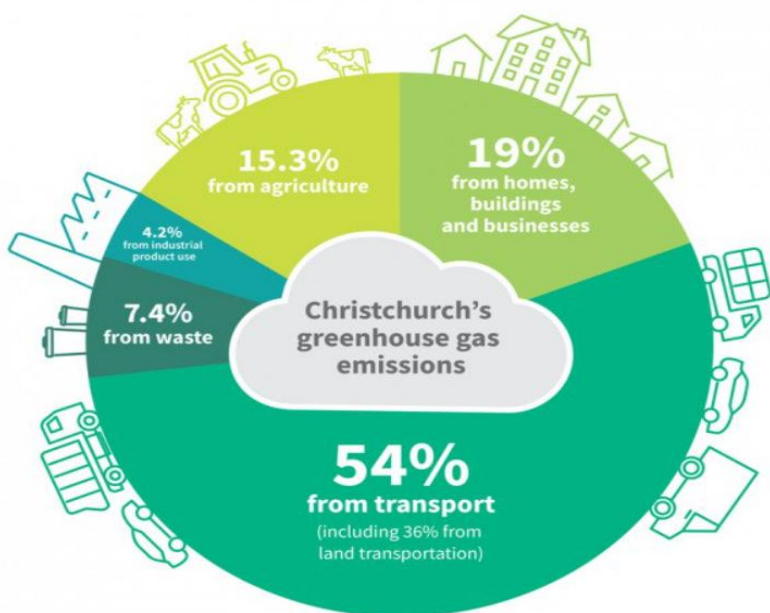 15.3%
from agriculture
19%
from homes,
buildings
and businesses
4.2%
from industrial
product use
7.4%
from waste
Christchurch's
greenhouse gas
emissions
54%
from transport
(including 36% from
land transportation)